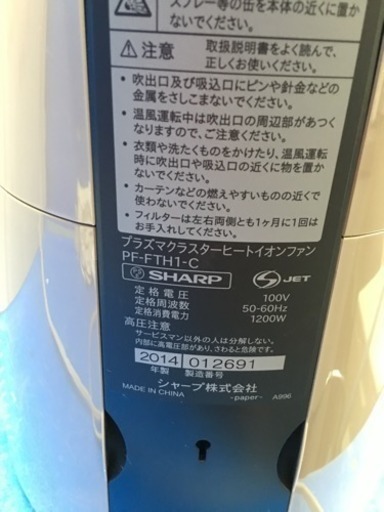 スプレー等の缶を本体の近くに置か
ないでください。
注意
取扱説明書をよく読んで、
正しくお使いください。
・吹出口及び吸込口にピンや針金などの
金属をさしこまないでください。
・温風運転中は吹出口の周辺部があつく
なりますので、ご注意ください。
・衣類や洗たくものをかけたり、温風運転
時に吹出口や吸込口近くに物を置かない
でください。
・カーテンなどの燃えやすいものの近くで
使わないでください。
・フィルターは左右両側とも1ヶ月に1回は
お手入れしてください。
プラズマクラスターヒートイオンファン
PF-FTH1-C
SHARP
S JET
定格電圧 100V
定格周波数 50-60Hz
定格消費電力 1200W
高圧注意
サービスマン以外の人は分解しない。
内部に高電圧部があり、さわると危険です。
2014 012691
年製 製造番号
シャープ株式会社
MADE IN CHINA -paper- A996